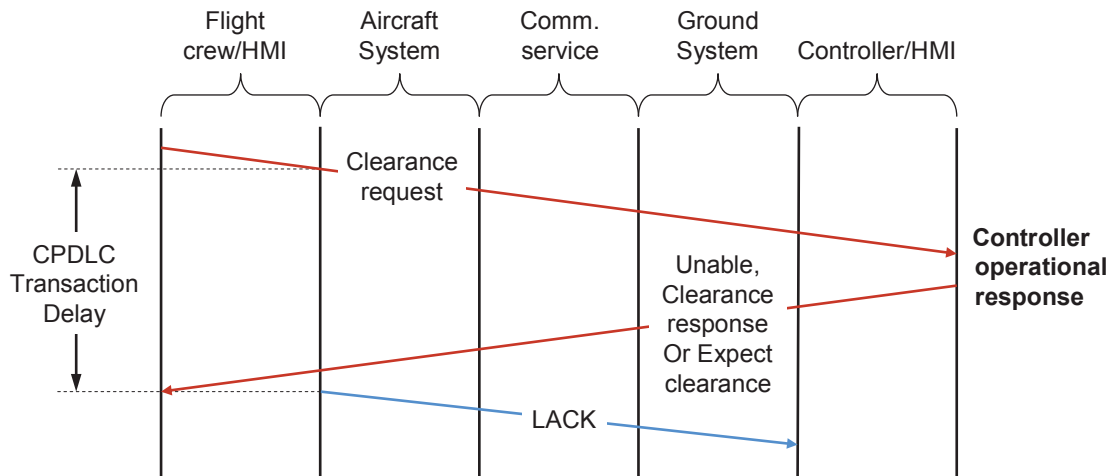 Flight
crew/HMI
Aircraft
System
Comm.
service
Ground
System
Controller/HMI
Clearance
request
CPDLC
Transaction
Delay
Controller
operational
response
Unable,
Clearance
response
Or Expect
clearance
LACK